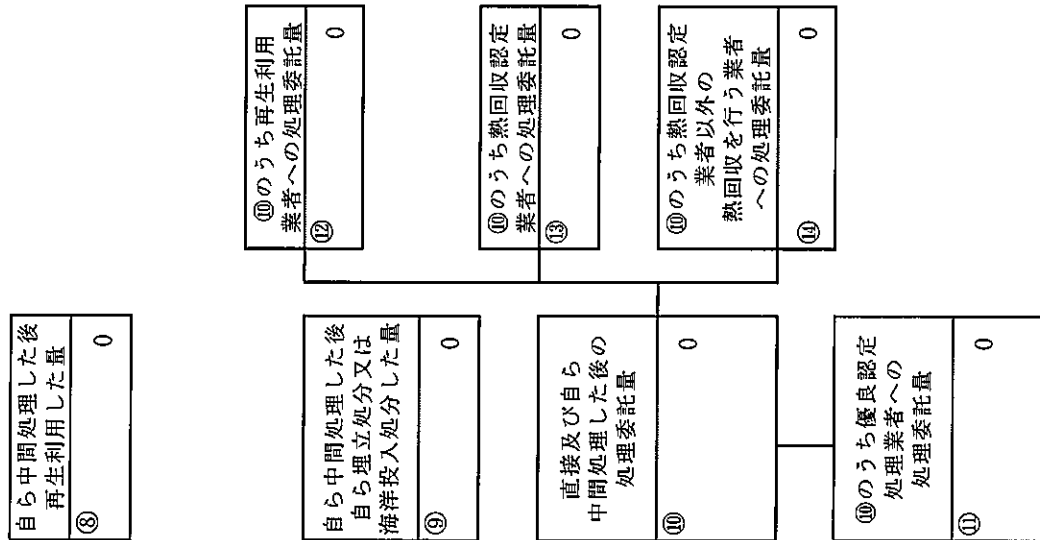 自ら中間処理した後
再生利用した量
⑧
0
自ら中間処理した後
自ら埋立処分又は
海洋投入処分した量
⑨
0
直接及び自ら
中間処理した後の
処理委託量
⑩
0
⑩のうち優良認定
処理業者への
処理委託量
⑪
0
⑩のうち再生利用
業者への処理委託量
⑫
0
⑩のうち熱回収認定
業者への処理委託量
⑬
0
⑩のうち熱回収認定
業者以外の
熱回収を行う業者
への処理委託量
⑭
0